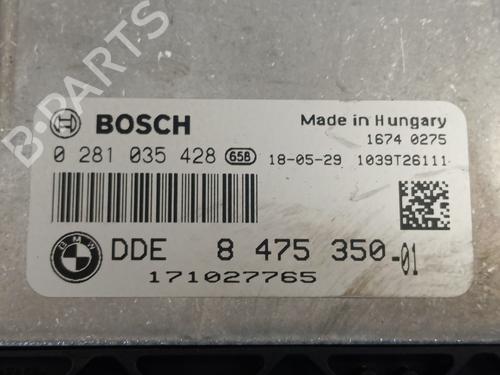 B-PARTS
BOSCH
Made in Hungary
1674 0275
0 281 035 428 658 18-05-29 1039T26111
BMW
DDE 8 475 350-01
171027765